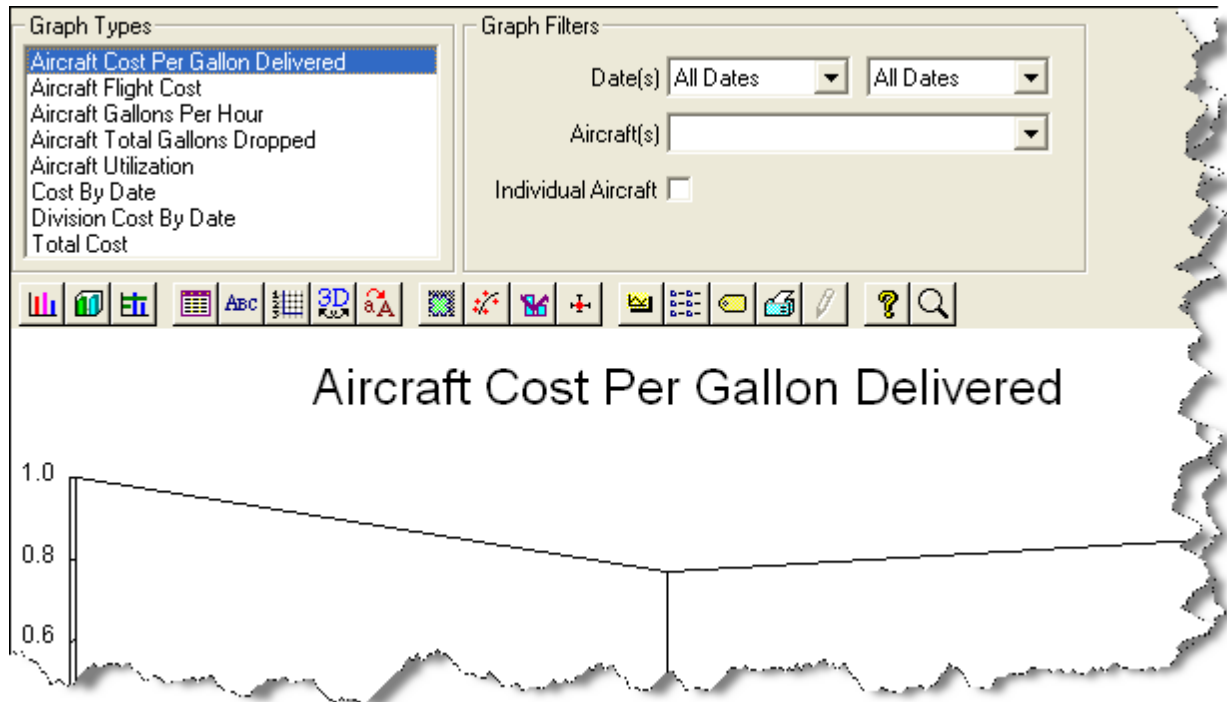 Graph Types
Aircraft Cost Per Gallon Delivered
Aircraft Flight Cost
Aircraft Gallons Per Hour
Aircraft Total Gallons Dropped
Aircraft Utilization
Cost By Date
Division Cost By Date
Total Cost
Graph Filters
Date(s) All Dates All Dates
Aircraft(s)
Individual Aircraft
ABC 3D aA ?
Aircraft Cost Per Gallon Delivered
1.0
0.8
0.6